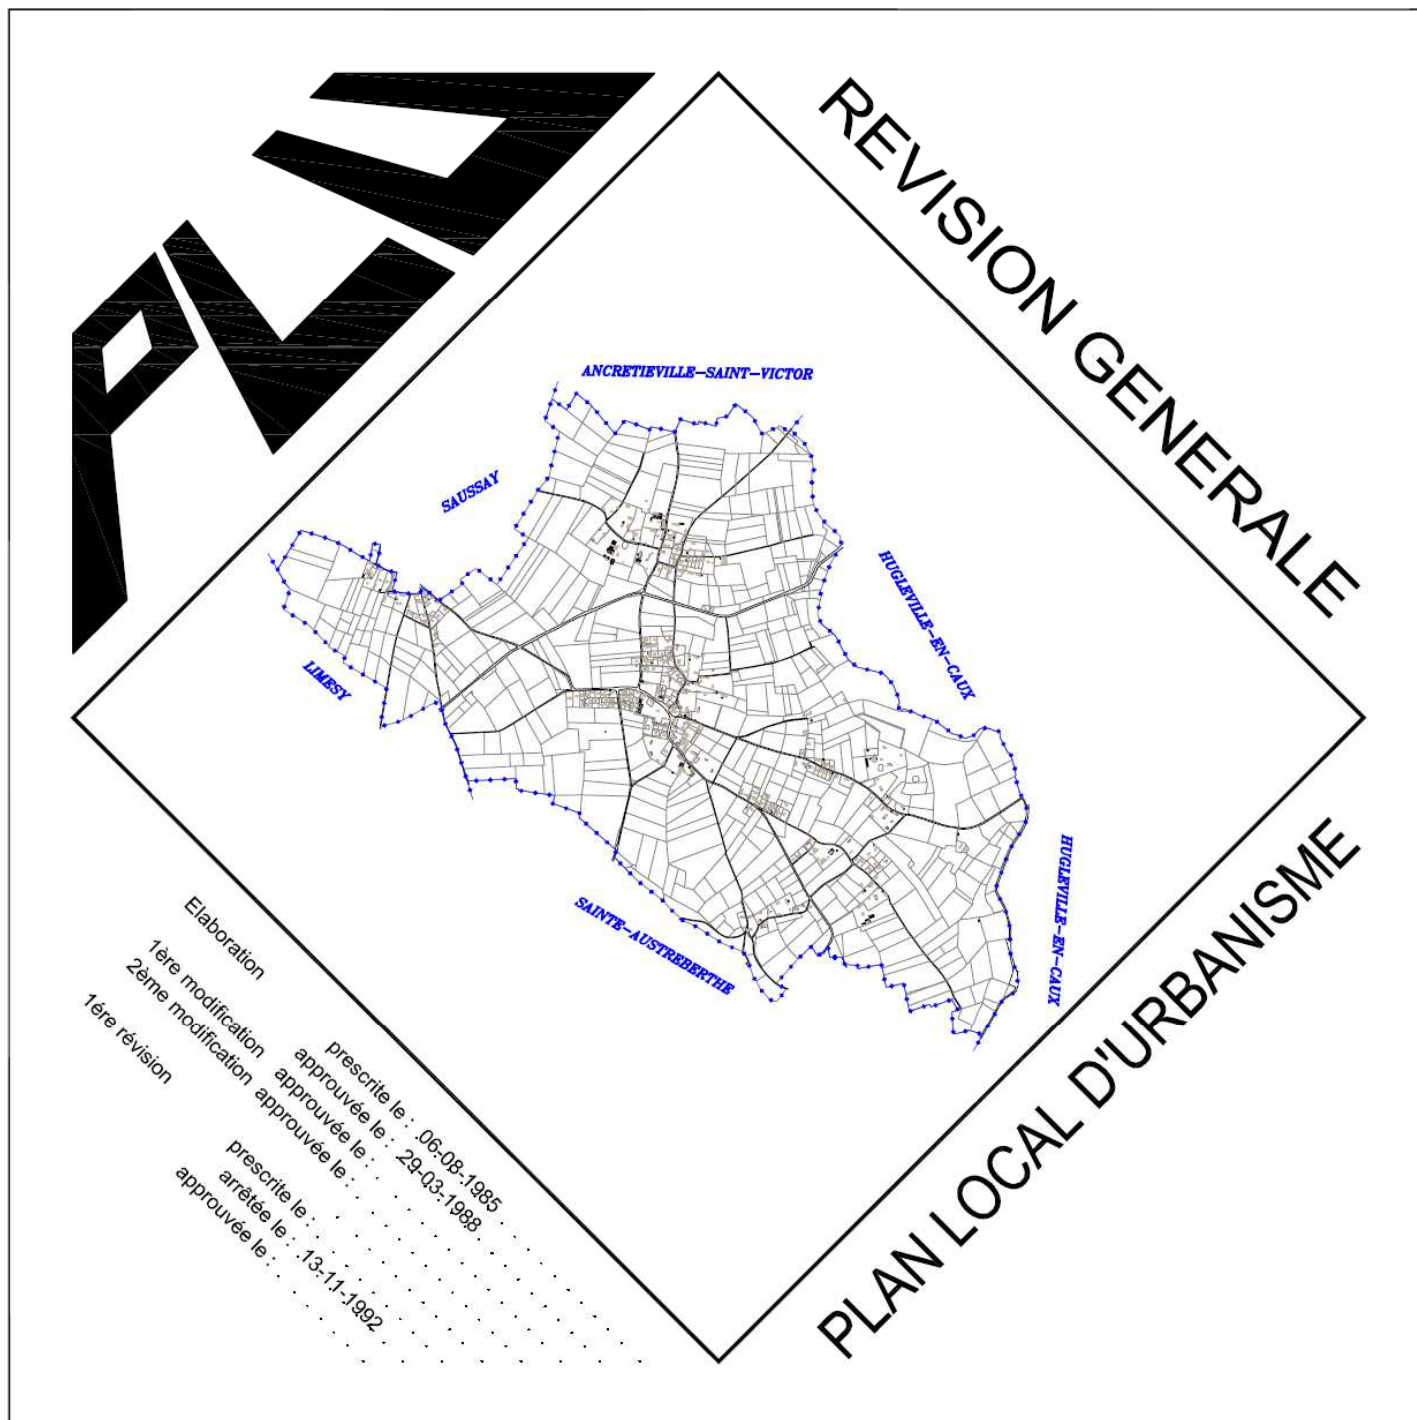 PLU
REVISION GENERALE
ANCRETIEVILLE-SAINT-VICTOR
SAUSSAY
HUGLEVILLE-EN-CAUX
LIMESY
HUGLEVILLE-EN-CAUX
SAINTE-AUSTREBERTHE
PLAN LOCAL D'URBANISME
Elaboration
prescrite le : 06-08-1985
approuvée le : 29-03-1988
1ère modification approuvée le :
2ème modification approuvée le :
1ére révision
prescrite le :
arrêtée le : 13-11-1992
approuvée le :